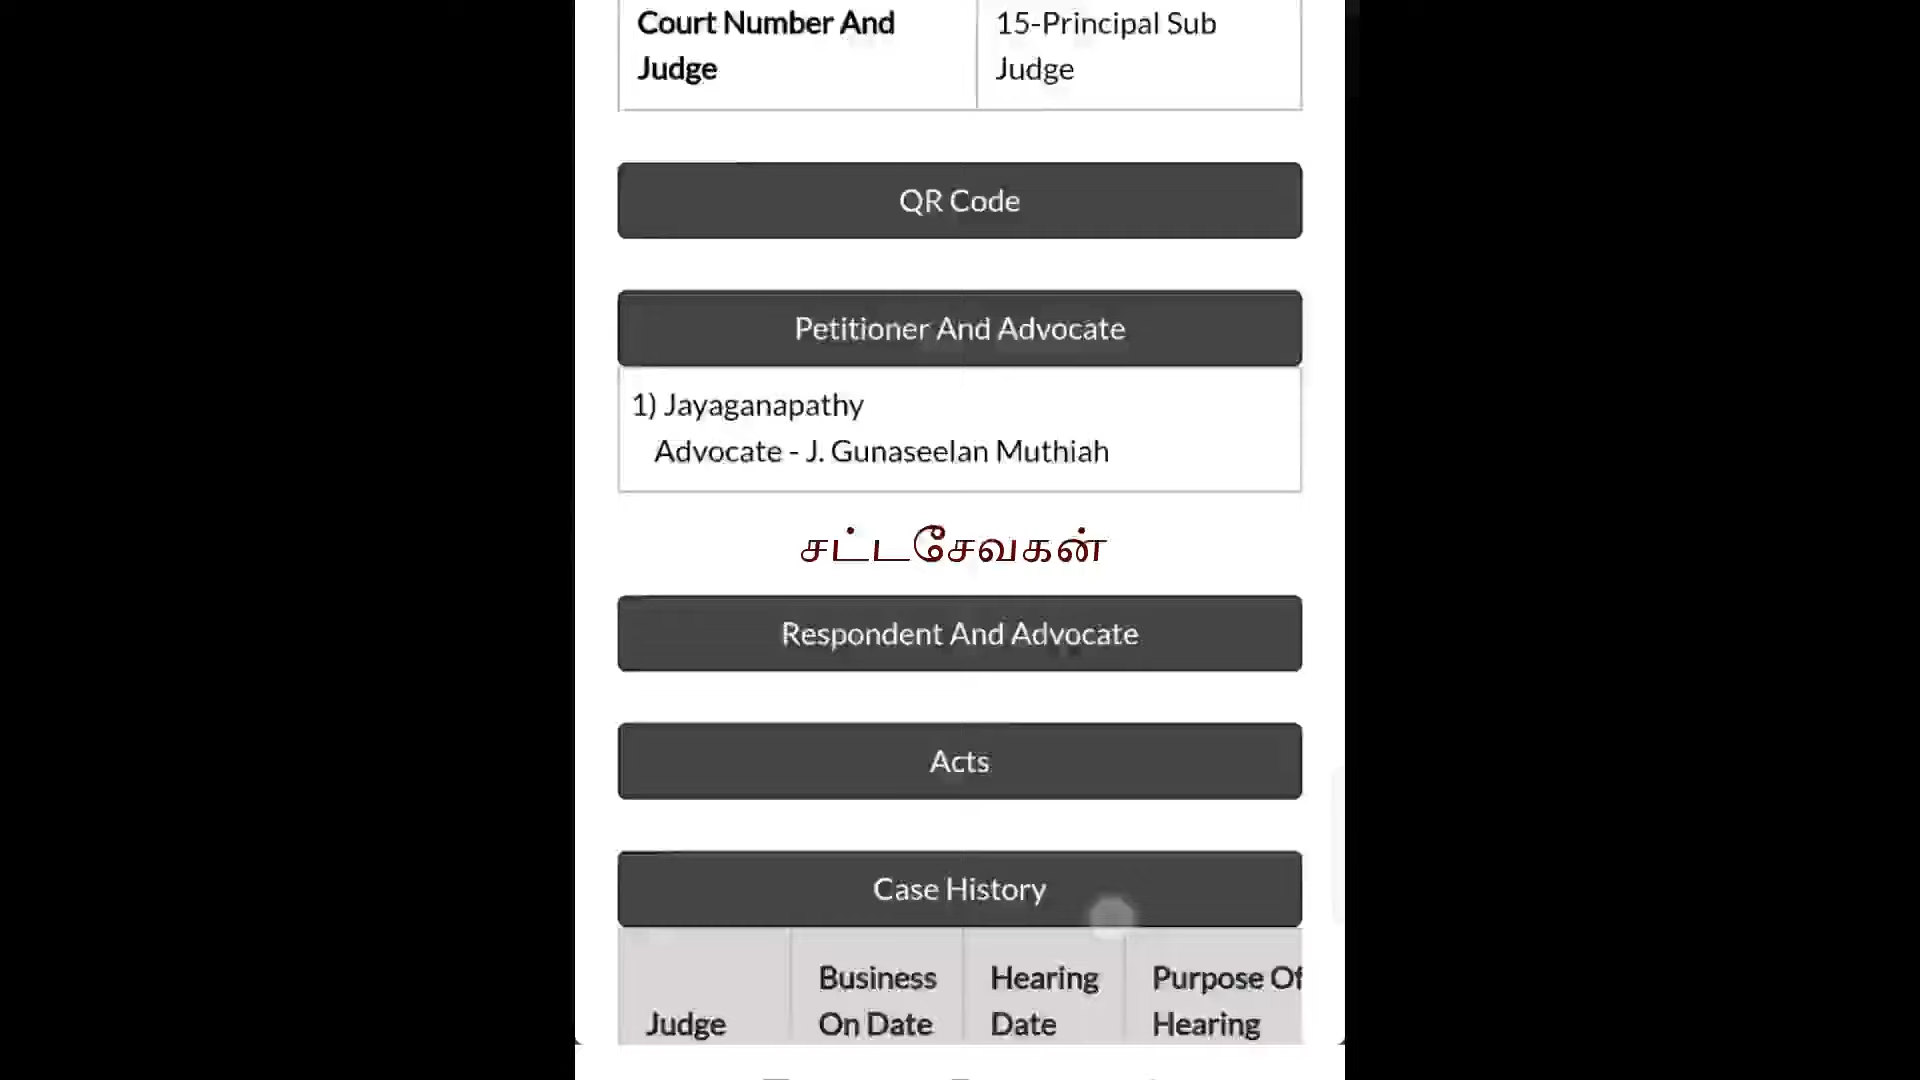 Court Number And Judge
15-Principal Sub Judge
QR Code
Petitioner And Advocate
1) Jayaganapathy
Advocate - J. Gunaseelan Muthiah
சட்டசேவகன்
Respondent And Advocate
Acts
Case History
Judge
Business On Date
Hearing Date
Purpose Of Hearing